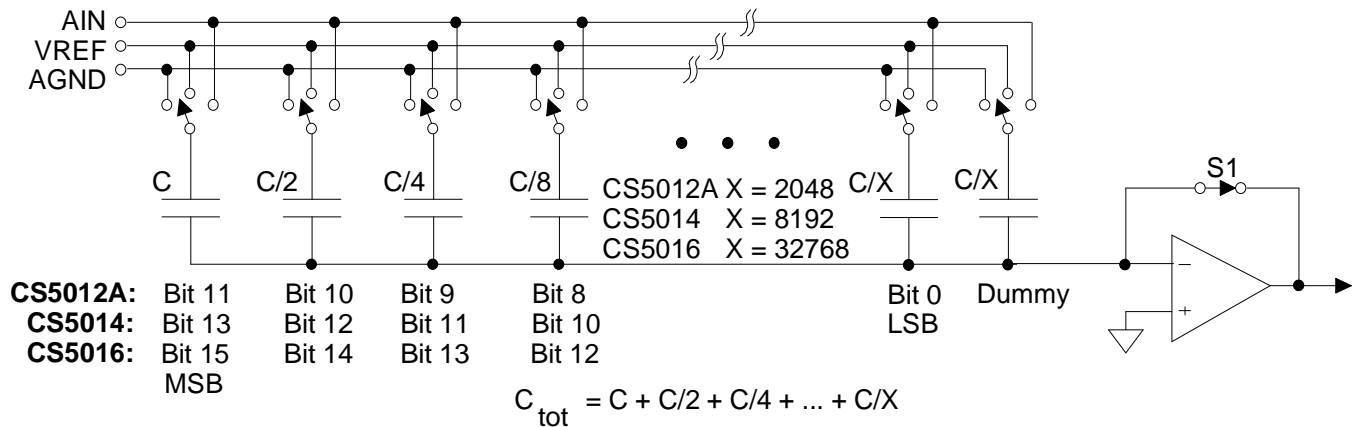 AIN
VREF
AGND
S1
C C/2 C/4 C/8 C/X C/X
CS5012A X = 2048
CS5014 X = 8192
CS5016 X = 32768
− +
CS5012A: Bit 11 Bit 10 Bit 9 Bit 8 Bit 0 Dummy
CS5014: Bit 13 Bit 12 Bit 11 Bit 10 LSB
CS5016: Bit 15 Bit 14 Bit 13 Bit 12
MSB
Ctot = C + C/2 + C/4 + ... + C/X